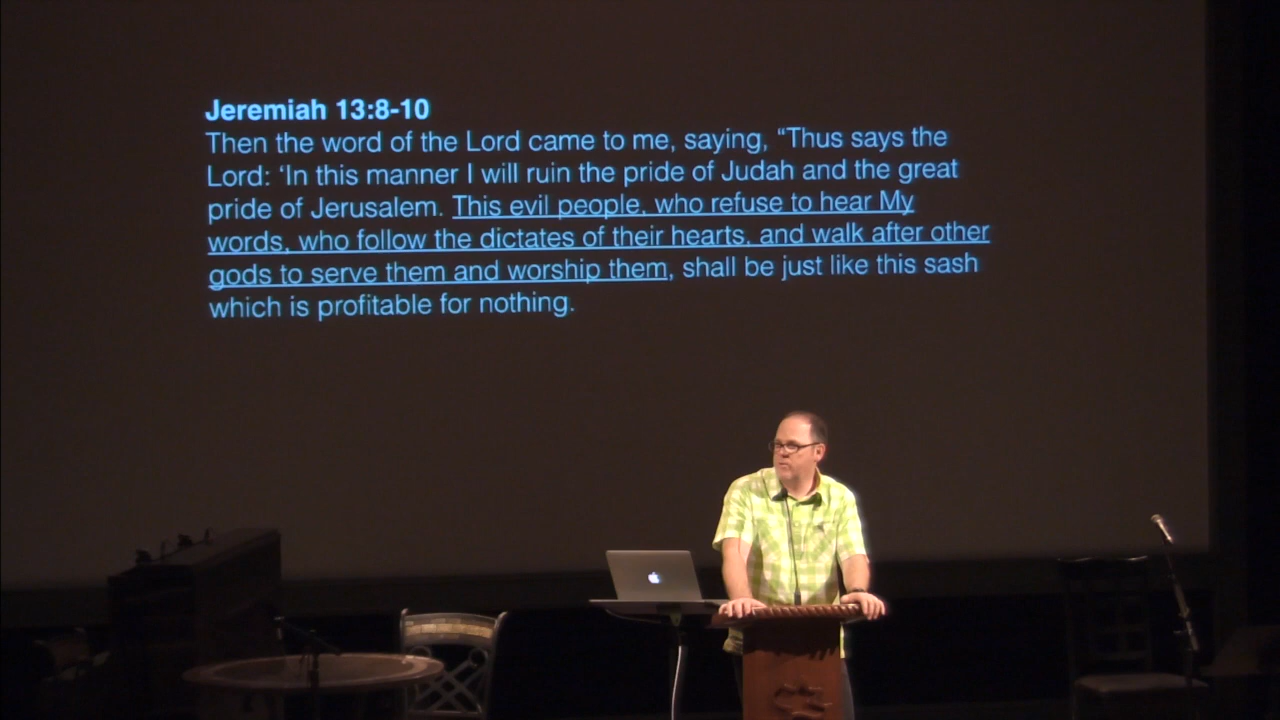 Jeremiah 13:8-10
Then the word of the Lord came to me, saying, “Thus says the
Lord: ‘In this manner I will ruin the pride of Judah and the great
pride of Jerusalem. This evil people, who refuse to hear My
words, who follow the dictates of their hearts, and walk after other
gods to serve them and worship them, shall be just like this sash
which is profitable for nothing.